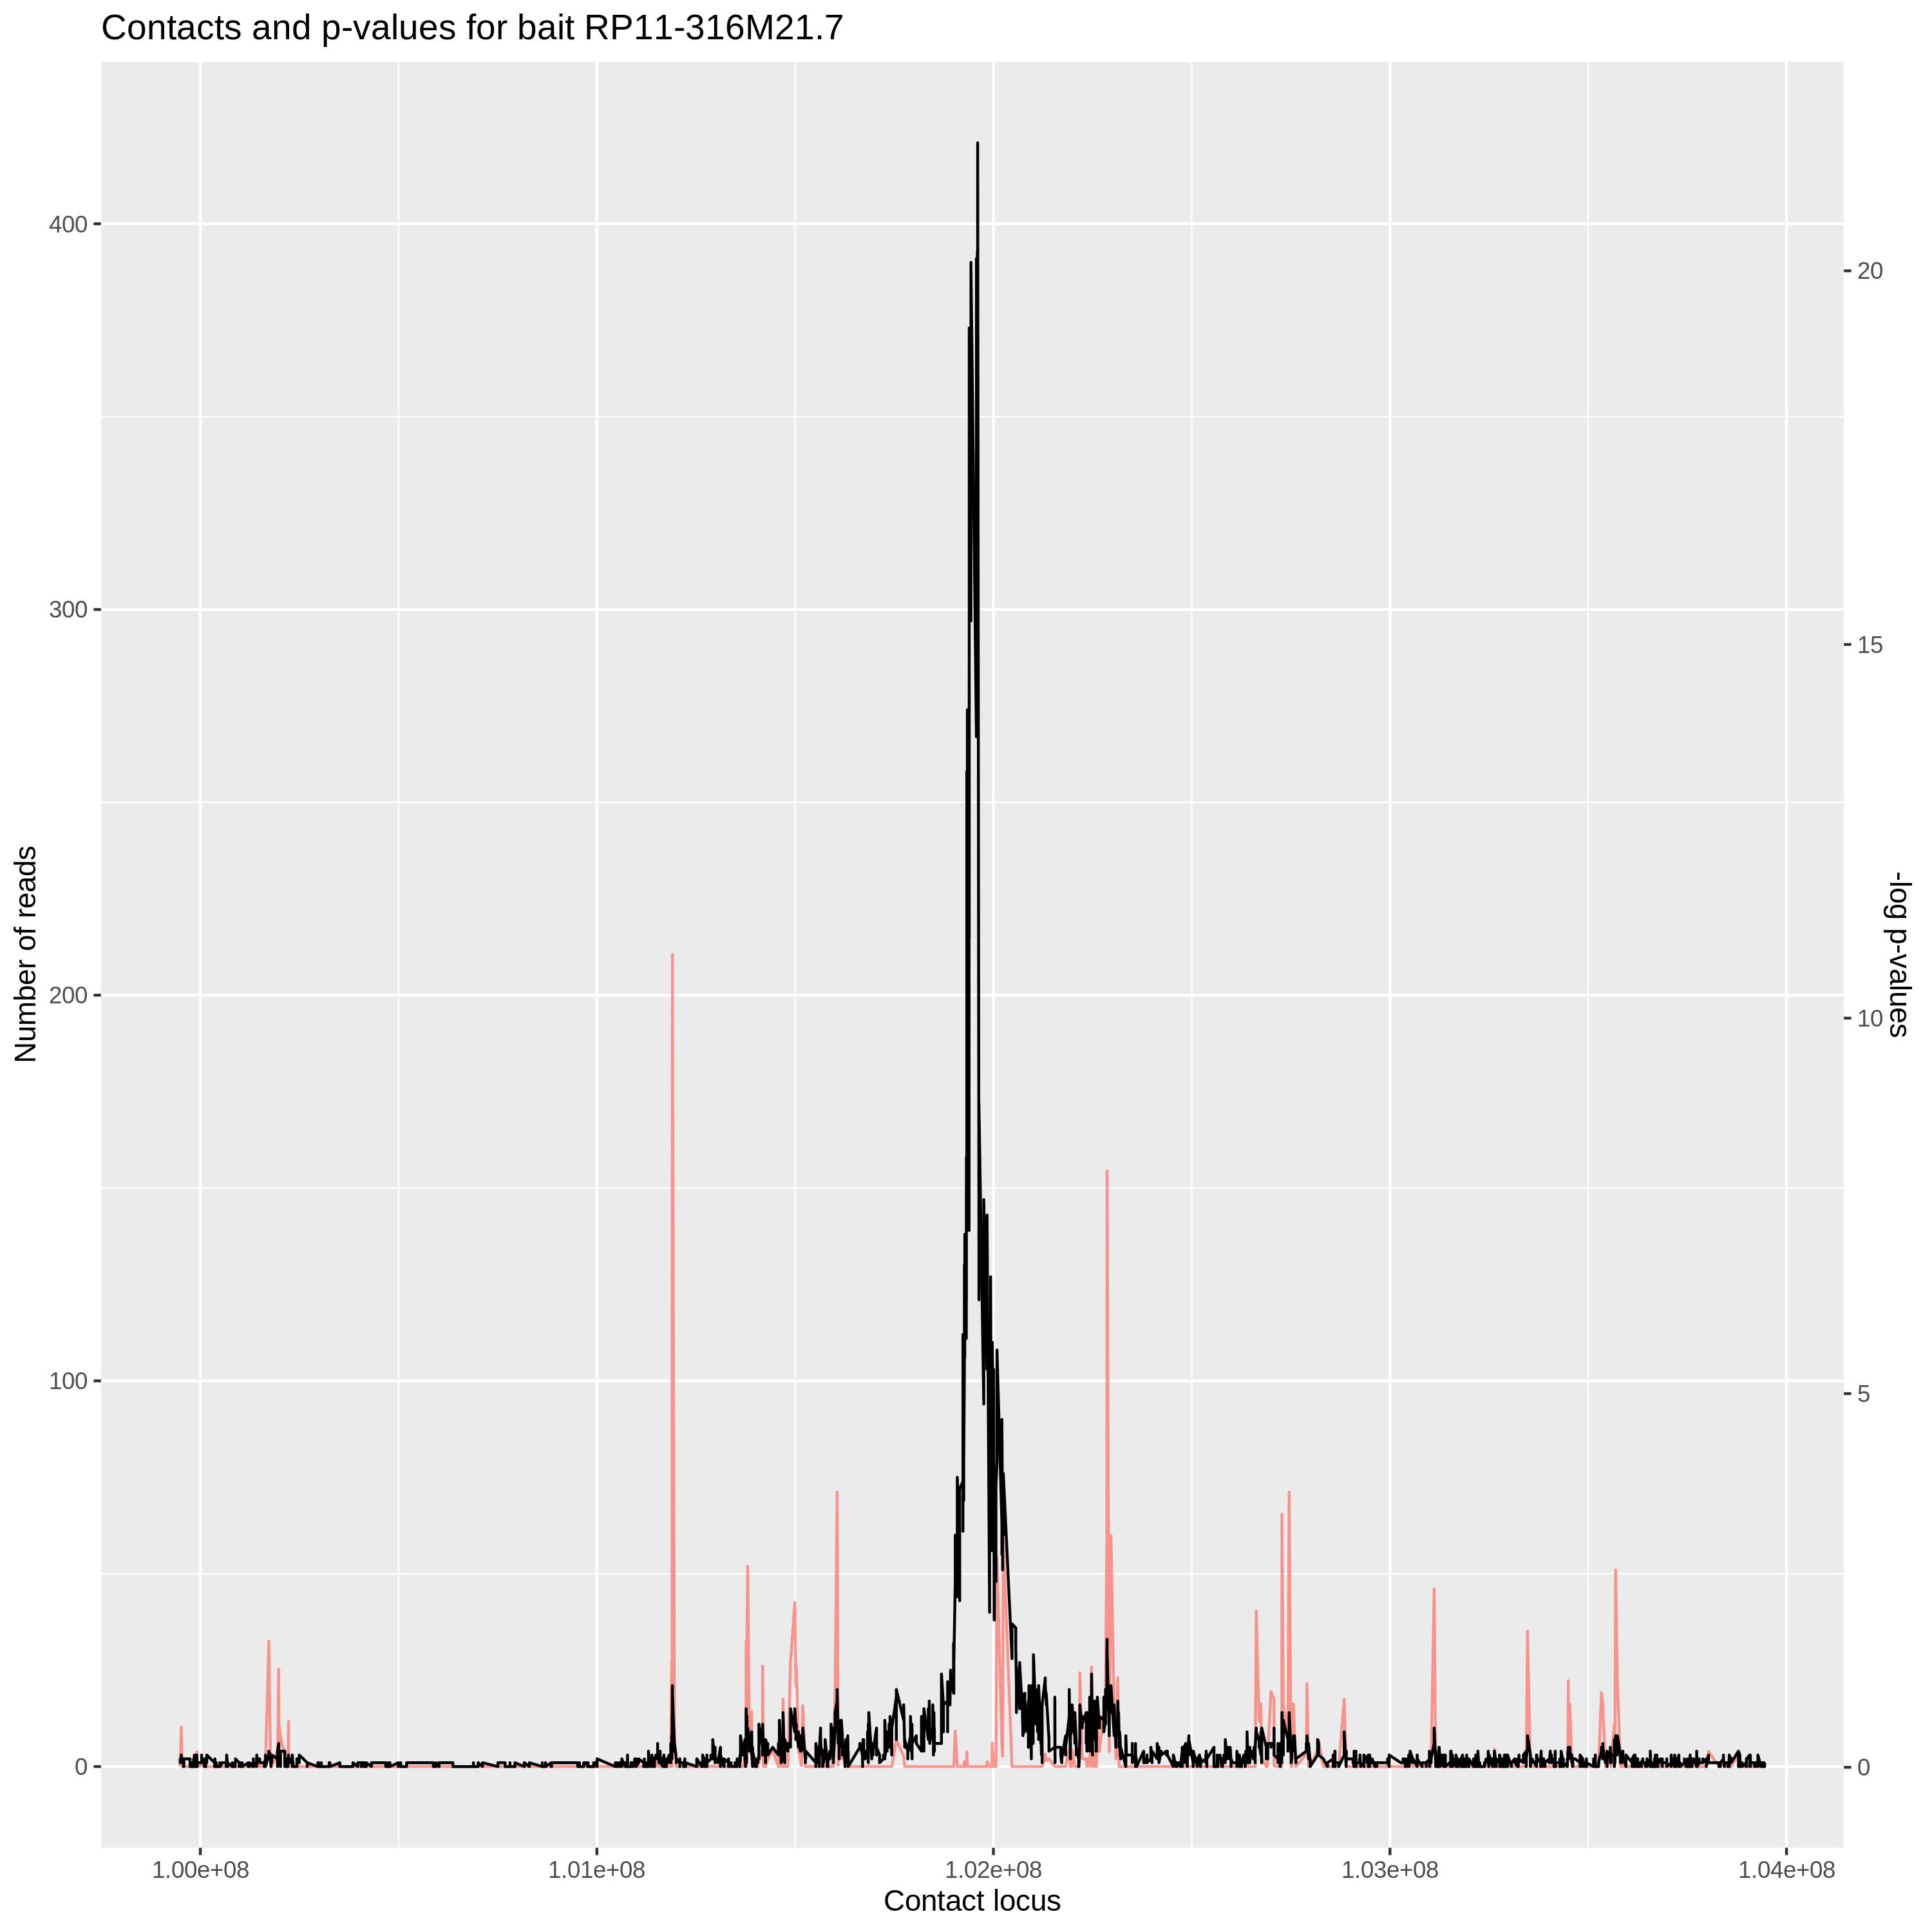 Contacts and p-values for bait RP11-316M21.7
400
300
200
100
0
Number of reads
20
15
10
5
0
-log p-values
1.00e+08
1.01e+08
1.02e+08
1.03e+08
1.04e+08
Contact locus